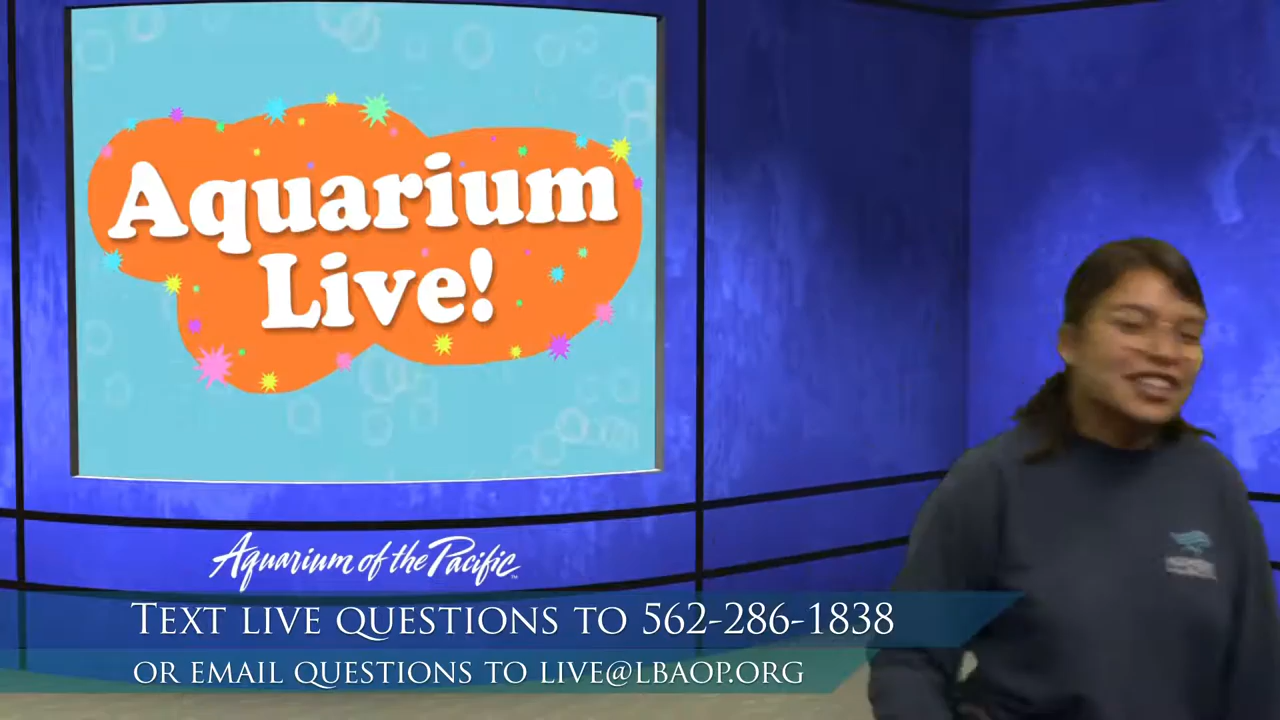 Aquarium
Live!
Aquarium of the Pacific™
TEXT LIVE QUESTIONS TO 562-286-1838
OR EMAIL QUESTIONS TO LIVE@LBAOP.ORG